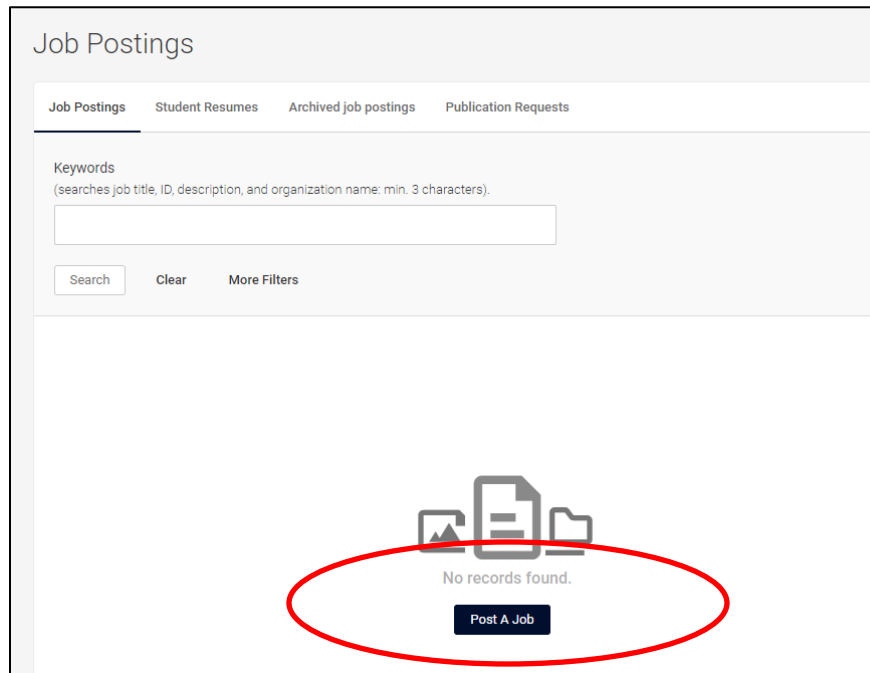 Job Postings
Job Postings Student Resumes Archived job postings Publication Requests
Keywords
(searches job title, ID, description, and organization name: min. 3 characters).
Search Clear More Filters
No records found.
Post A Job